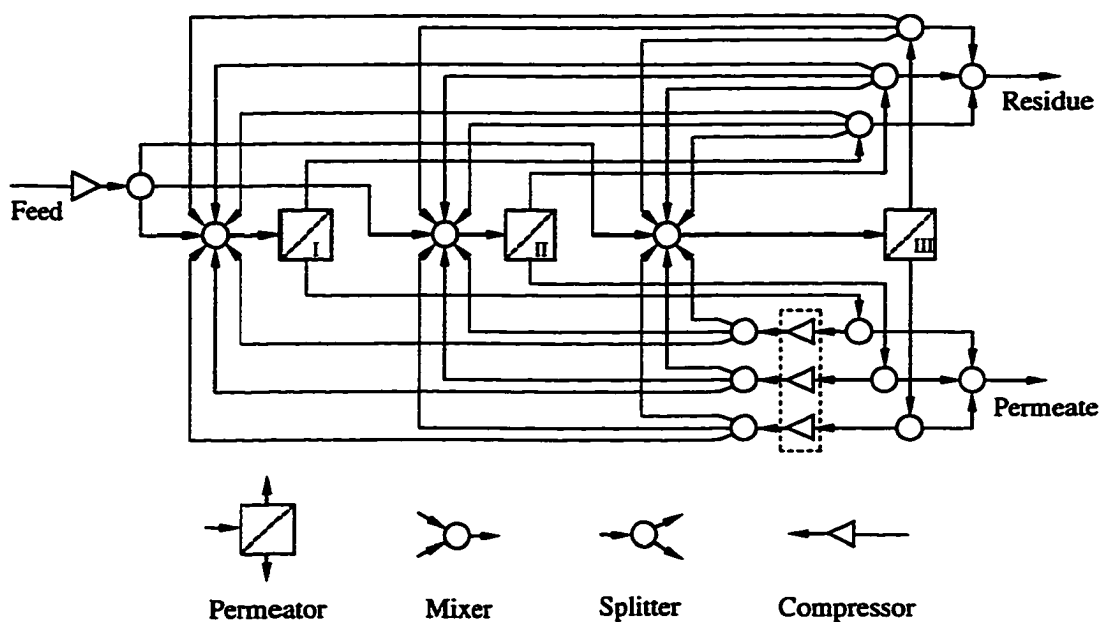 Residue
Feed
I
II
III
Permeate
Permeator
Mixer
Splitter
Compressor